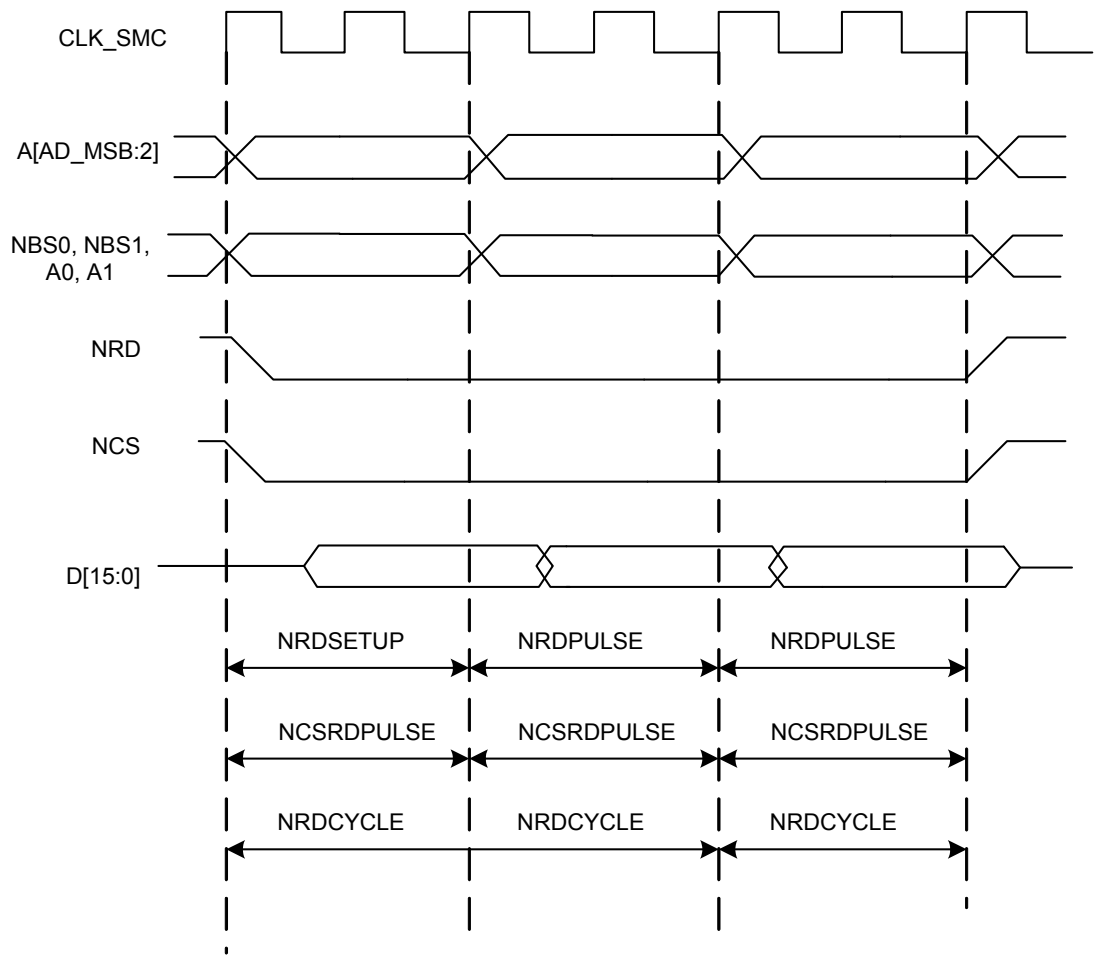 CLK_SMC
A[AD_MSB:2]
NBS0, NBS1,
A0, A1
NRD
NCS
D[15:0]
NRDSETUP NRDPULSE NRDPULSE
NCSRDPULSE NCSRDPULSE NCSRDPULSE
NRDCYCLE NRDCYCLE NRDCYCLE